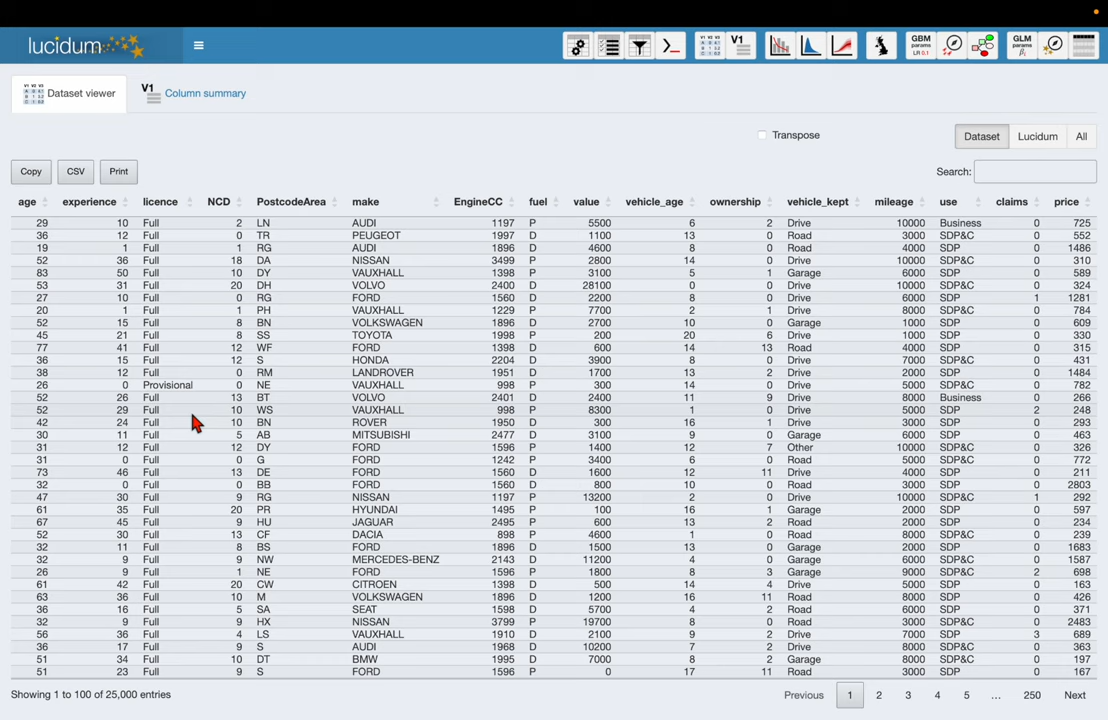 lucidum
V1 V2 V3
V1
GBM
params
LR 0.1
GLM
params
βᵢ
Dataset viewer
V1
Column summary
Transpose
Dataset Lucidum All
Copy CSV Print
Search:
age experience licence NCD PostcodeArea make EngineCC fuel value vehicle_age ownership vehicle_kept mileage use claims price
29 10 Full 2 LN AUDI 1197 P 5500 6 2 Drive 10000 Business 0 725
36 12 Full 0 TR PEUGEOT 1997 D 1100 13 0 Road 3000 SDP&C 0 552
19 1 Full 1 RG AUDI 1896 D 4600 8 0 Road 4000 SDP 0 1486
52 36 Full 18 DA NISSAN 3499 P 2800 14 0 Drive 10000 SDP&C 0 310
83 50 Full 10 DY VAUXHALL 1398 P 3100 5 1 Garage 6000 SDP 0 589
53 31 Full 20 DH VOLVO 2400 D 28100 0 0 Drive 10000 SDP&C 0 324
27 10 Full 0 RG FORD 1560 D 2200 8 0 Drive 6000 SDP 1 1281
20 1 Full 1 PH VAUXHALL 1229 P 7700 2 1 Drive 8000 SDP&C 0 784
52 15 Full 8 BN VOLKSWAGEN 1896 D 2700 10 0 Garage 1000 SDP 0 609
45 21 Full 8 SS TOYOTA 1998 D 200 20 6 Drive 1000 SDP 0 330
77 41 Full 12 WF FORD 1398 D 600 14 13 Road 4000 SDP 0 315
36 15 Full 12 S HONDA 2204 D 3900 8 0 Drive 7000 SDP&C 0 431
38 12 Full 0 RM LANDROVER 1951 D 1700 13 2 Drive 2000 SDP 0 1484
26 0 Provisional 0 NE VAUXHALL 998 P 300 14 0 Drive 5000 SDP&C 0 782
52 26 Full 13 BT VOLVO 2401 D 2400 11 9 Drive 8000 Business 0 266
52 29 Full 10 WS VAUXHALL 998 P 8300 1 0 Drive 5000 SDP 2 248
42 24 Full 10 BN ROVER 1950 D 300 16 1 Drive 3000 SDP 0 293
30 11 Full 5 AB MITSUBISHI 2477 D 3100 9 0 Garage 6000 SDP 0 463
31 12 Full 12 DY FORD 1596 P 1400 12 7 Other 10000 SDP&C 0 326
31 0 Full 0 G FORD 1242 P 3400 6 0 Road 5000 SDP&C 0 772
73 46 Full 13 DE FORD 1560 D 1600 12 11 Drive 4000 SDP 0 211
32 0 Full 0 BB FORD 1560 D 800 10 0 Road 10000 SDP 0 2803
47 30 Full 9 RG NISSAN 1197 P 13200 2 0 Drive 10000 SDP&C 1 292
61 35 Full 20 PR HYUNDAI 1495 P 100 16 1 Garage 2000 SDP 0 597
67 45 Full 9 HU JAGUAR 2495 P 600 13 2 Road 2000 SDP 0 234
52 30 Full 13 CF DACIA 898 P 4600 1 0 Road 8000 SDP&C 0 239
32 11 Full 8 BS FORD 1896 D 1500 13 0 Garage 2000 SDP 0 1683
32 9 Full 9 NW MERCEDES-BENZ 2143 D 11200 4 0 Garage 6000 SDP&C 0 1587
26 9 Full 1 NE FORD 1596 P 1800 8 3 Garage 9000 SDP&C 2 698
61 42 Full 20 CW CITROEN 1398 D 500 14 4 Drive 5000 SDP 0 163
63 36 Full 10 M VOLKSWAGEN 1896 D 1200 16 11 Road 8000 SDP 0 426
36 16 Full 5 SA SEAT 1598 P 5700 4 2 Road 6000 SDP 0 371
32 9 Full 9 HX NISSAN 3799 P 19700 8 0 Road 3000 SDP 0 2483
56 36 Full 4 LS VAUXHALL 1910 D 2100 9 2 Drive 7000 SDP 3 689
36 17 Full 9 S AUDI 1968 D 10200 7 2 Drive 8000 SDP&C 0 363
51 34 Full 10 DT BMW 1995 D 7000 8 2 Garage 8000 SDP&C 0 197
51 23 Full 9 S FORD 1596 P 0 17 11 Road 3000 SDP 0 167
Showing 1 to 100 of 25,000 entries
Previous 1 2 3 4 5 … 250 Next